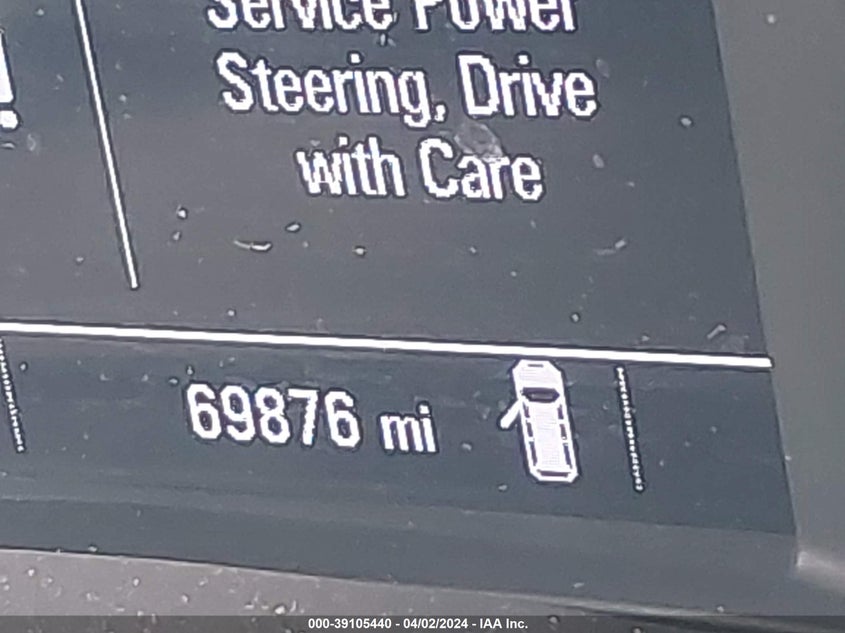 Service Power
Steering, Drive
with Care
69876 mi
000-39105440 - 04/02/2024 - IAA Inc.